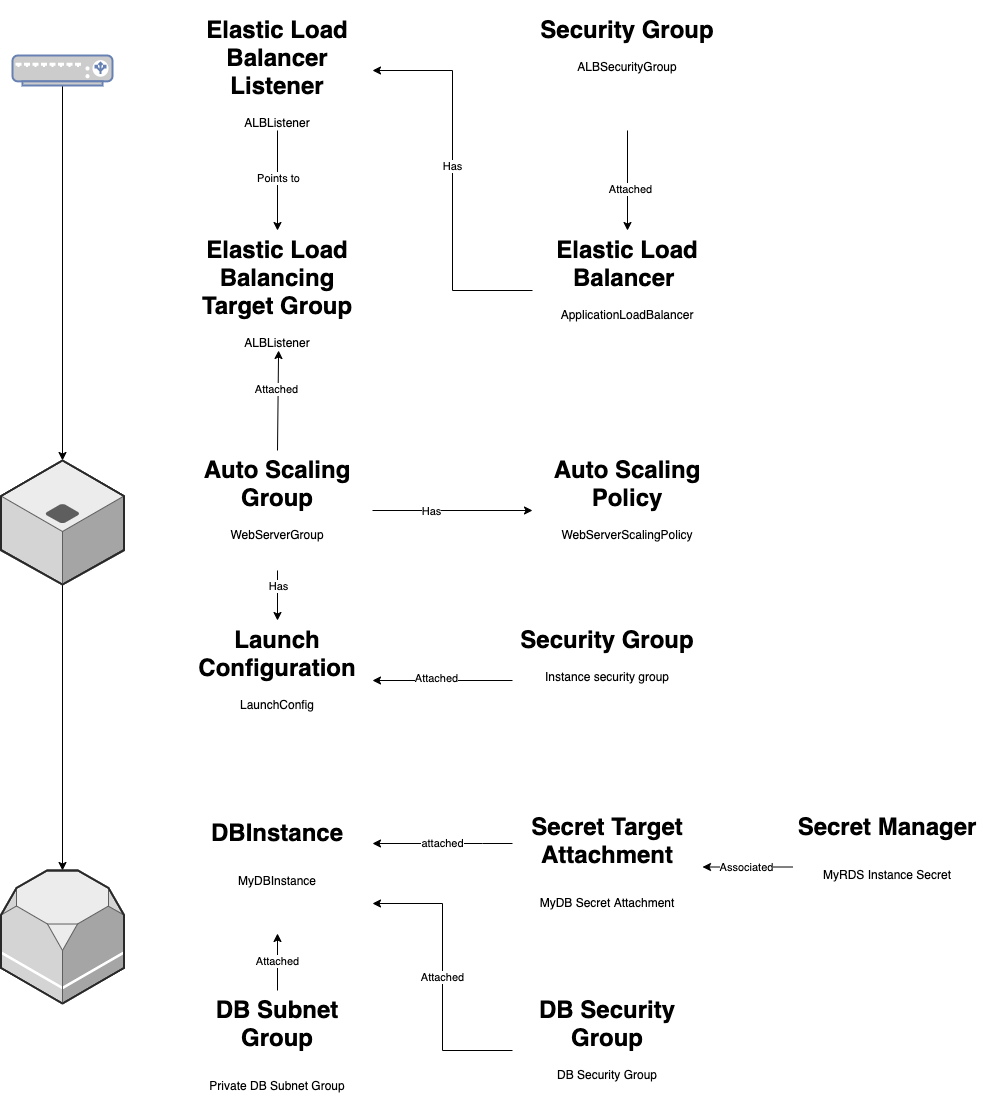 Elastic Load
Balancer
Listener
ALBListener
Security Group
ALBSecurityGroup
Has
Points to
Attached
Elastic Load
Balancing
Target Group
ALBListener
Elastic Load
Balancer
ApplicationLoadBalancer
Attached
Auto Scaling
Group
WebServerGroup
Has
Auto Scaling
Policy
WebServerScalingPolicy
Has
Launch
Configuration
LaunchConfig
Attached
Security Group
Instance security group
DBInstance
MyDBInstance
attached
Secret Target
Attachment
MyDB Secret Attachment
Associated
Secret Manager
MyRDS Instance Secret
Attached
Attached
DB Subnet
Group
Private DB Subnet Group
DB Security
Group
DB Security Group